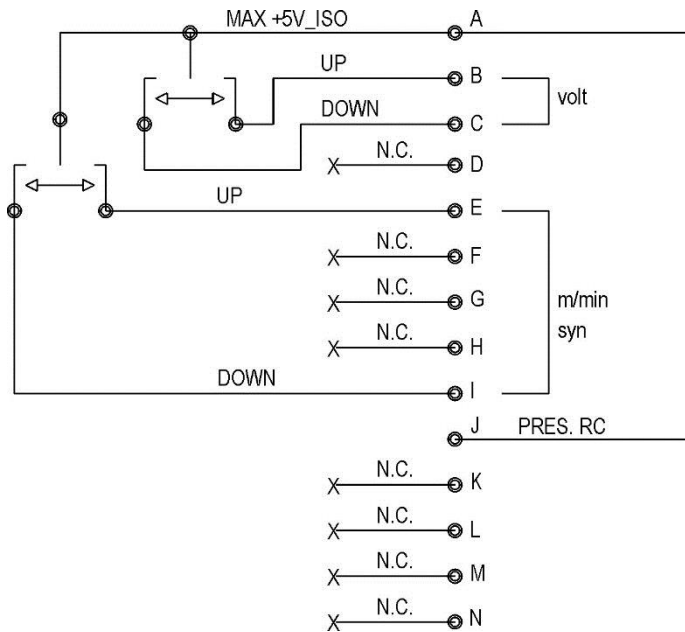 MAX +5V_ISO A
UP B
volt
DOWN C
N.C. D
UP E
N.C. F
N.C. G
m/min
syn
N.C. H
DOWN I
J PRES. RC
N.C. K
N.C. L
N.C. M
N.C. N